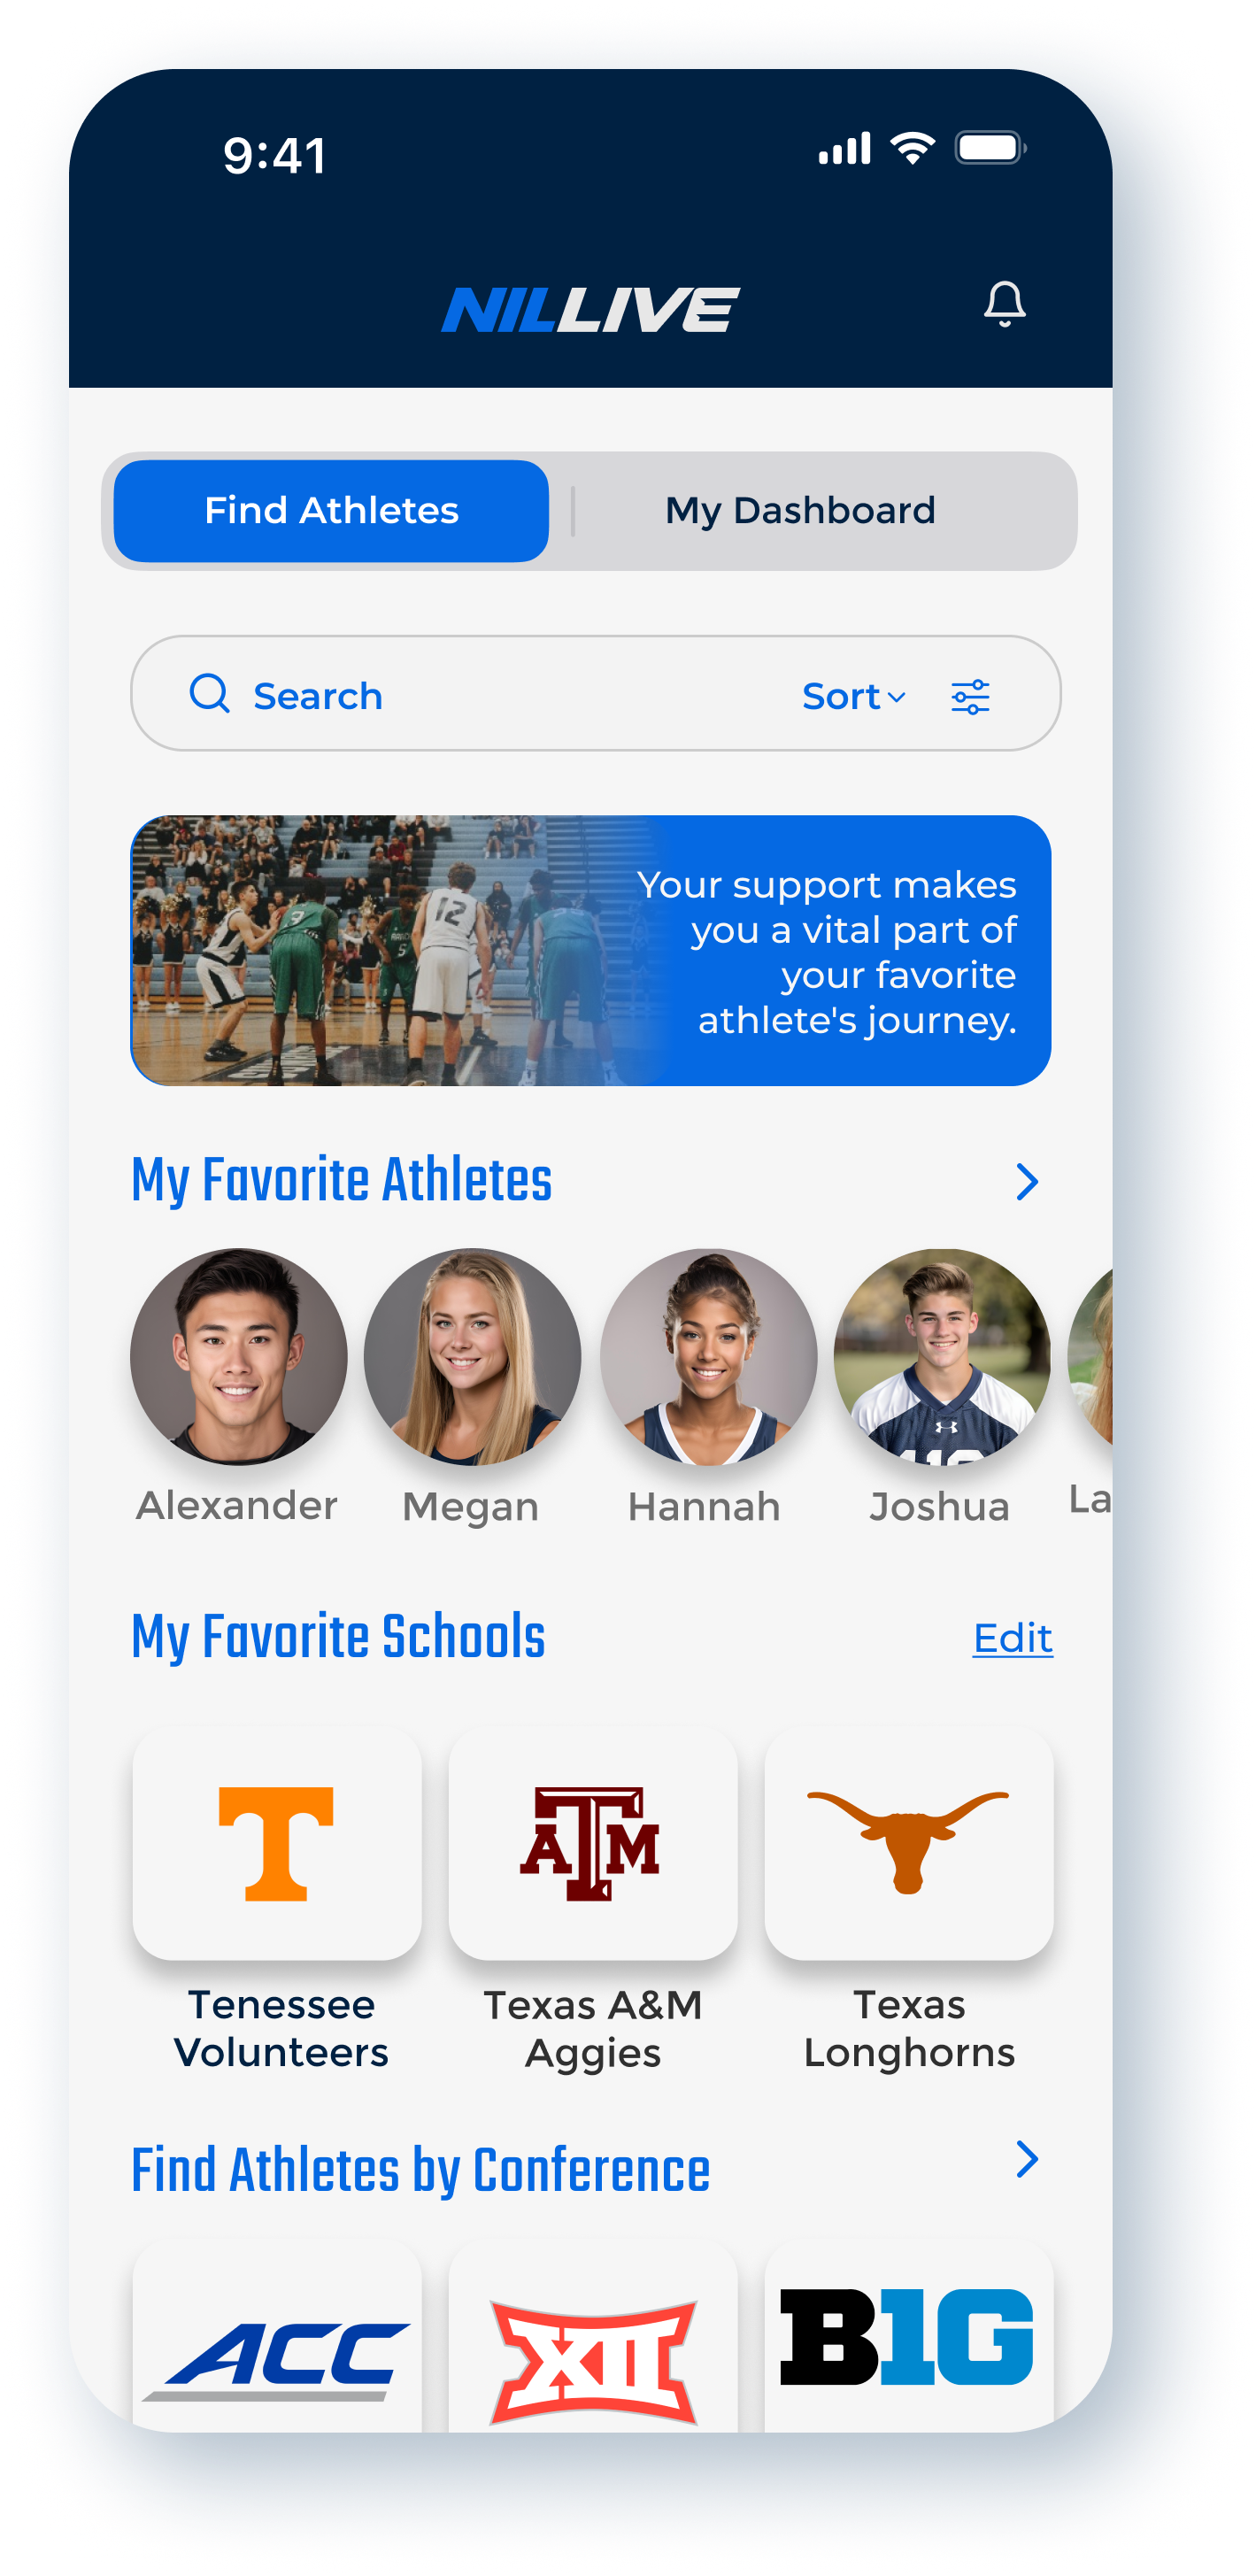 9:41
NILLIVE
Find Athletes
My Dashboard
Search
Sort
Your support makes
you a vital part of
your favorite
athlete's journey.
12
My Favorite Athletes
Alexander
Megan
Hannah
Joshua
La
My Favorite Schools
Edit
T
ATM
Tenessee
Volunteers
Texas A&M
Aggies
Texas
Longhorns
Find Athletes by Conference
ACC
XII
B1G